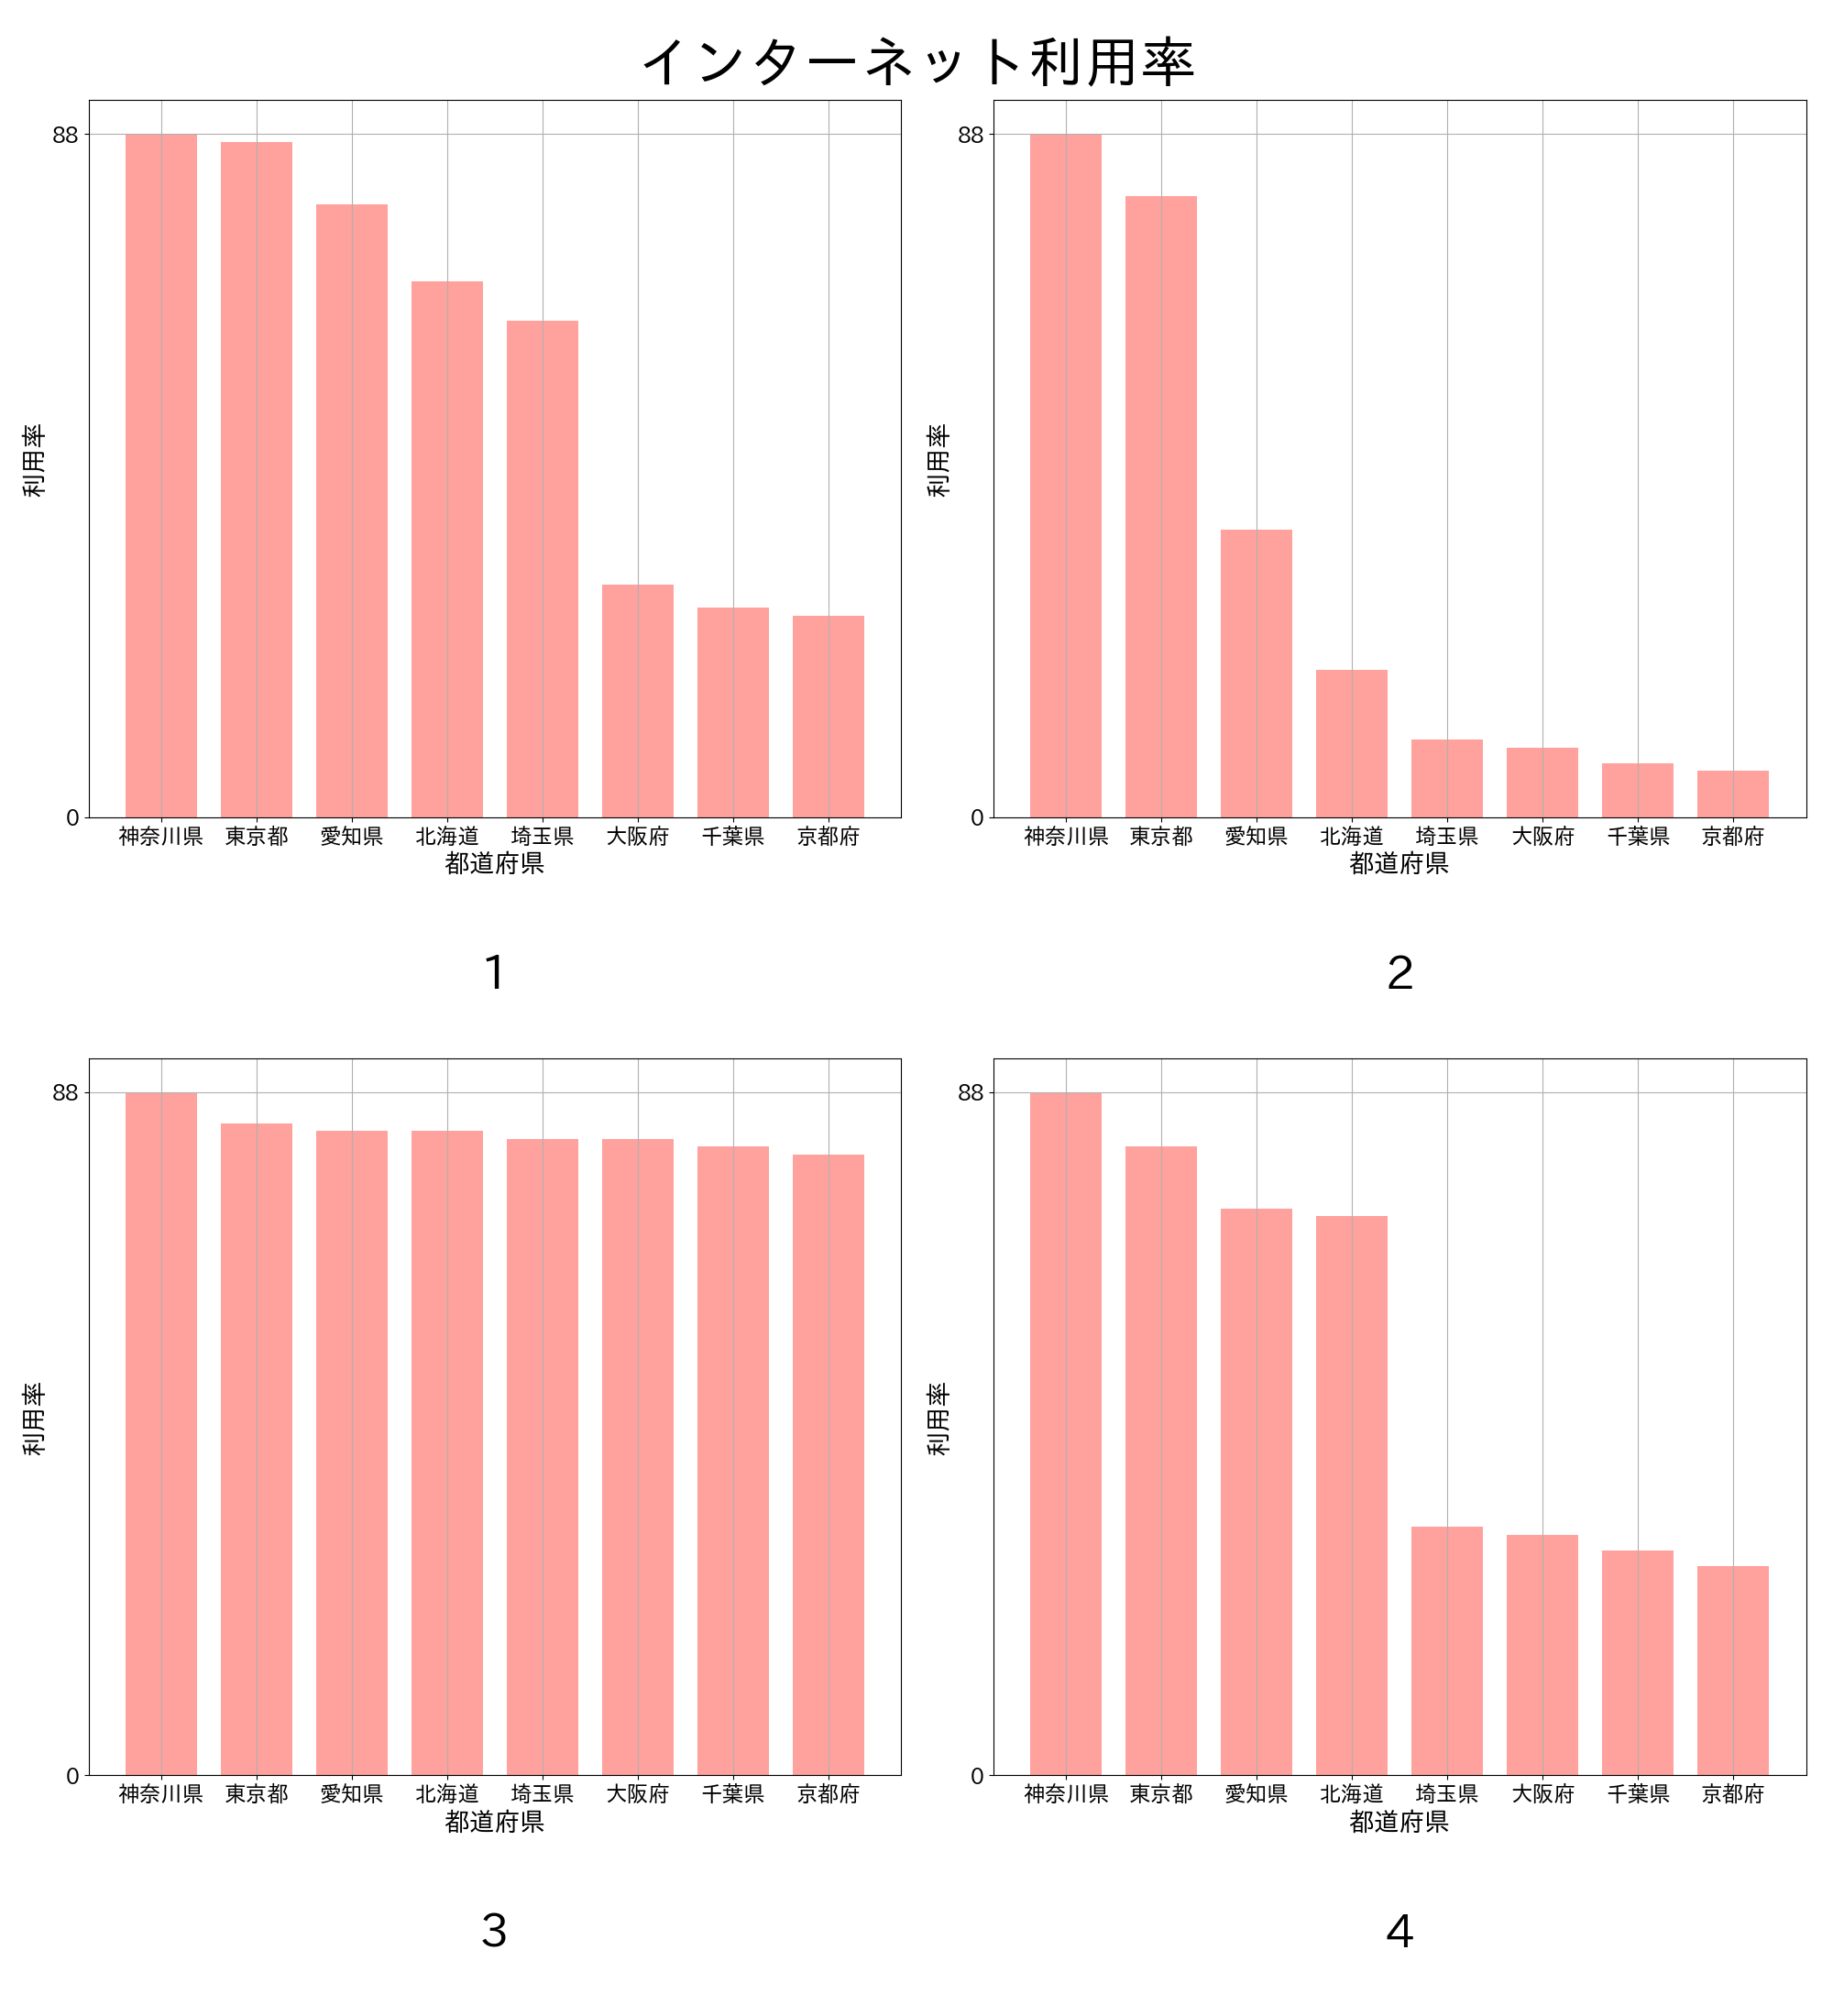 インターネット利用率
88
0
利用率
神奈川県 東京都 愛知県 北海道 埼玉県 大阪府 千葉県 京都府
都道府県
1
88
0
利用率
神奈川県 東京都 愛知県 北海道 埼玉県 大阪府 千葉県 京都府
都道府県
2
88
0
利用率
神奈川県 東京都 愛知県 北海道 埼玉県 大阪府 千葉県 京都府
都道府県
3
88
0
利用率
神奈川県 東京都 愛知県 北海道 埼玉県 大阪府 千葉県 京都府
都道府県
4